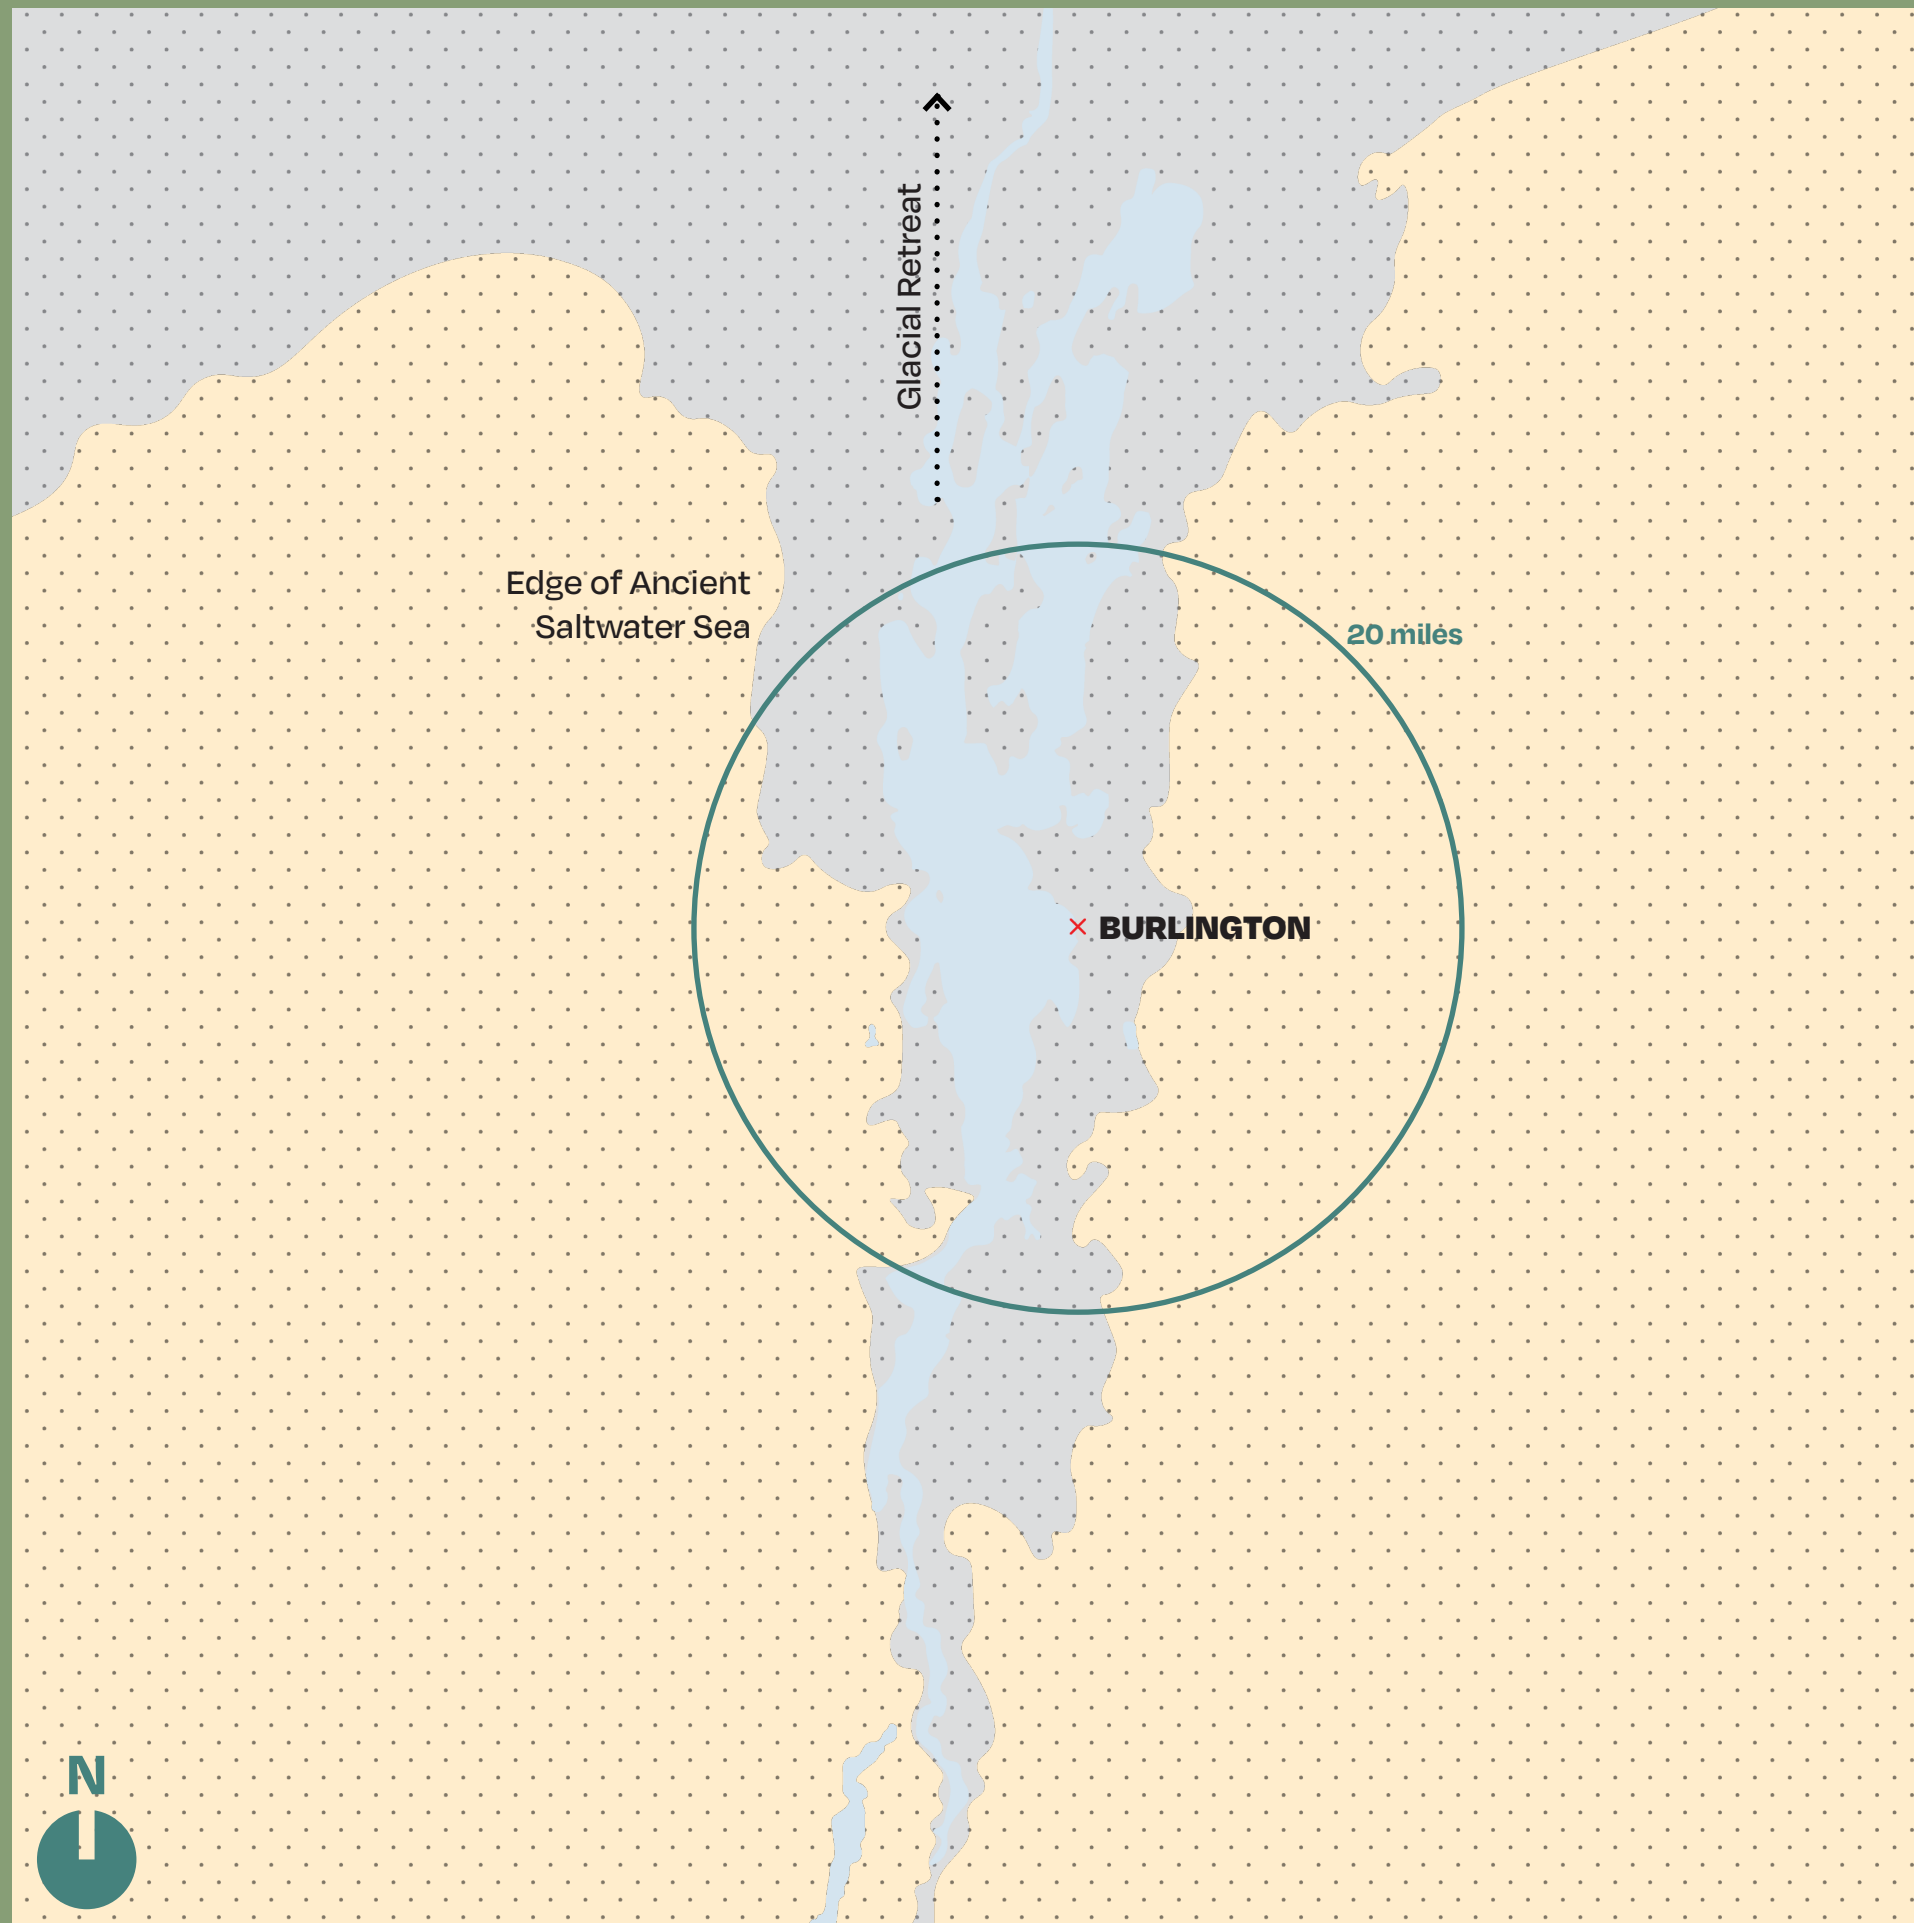 Glacial Retreat
Edge of Ancient
Saltwater Sea
20 miles
BURLINGTON
N